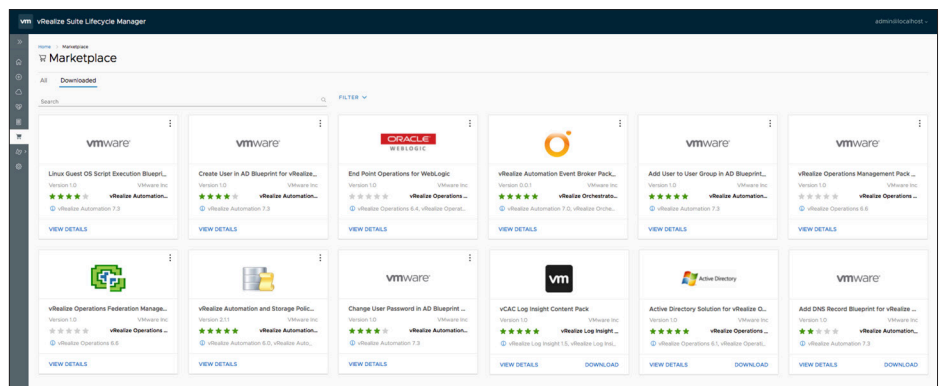 vm vRealize Suite Lifecycle Manager admin@localhost
Home > Marketplace
Marketplace
All Downloaded
Search FILTER
vmware
Linux Guest OS Script Execution Bluepri...
Version 1.0 VMware Inc
vRealize Automation...
vRealize Automation 7.3
VIEW DETAILS
vmware
Create User in AD Blueprint for vRealize...
Version 1.0 VMware Inc
vRealize Automation...
vRealize Automation 7.3
VIEW DETAILS
ORACLE
WEBLOGIC
End Point Operations for WebLogic
Version 1.0 VMware Inc
vRealize Operations ...
vRealize Operations 6.4, vRealize Operat...
VIEW DETAILS
vRealize Automation Event Broker Pack...
Version 0.0.1 VMware Inc
vRealize Orchestrato...
vRealize Automation 7.0, vRealize Orche...
VIEW DETAILS
vmware
Add User to User Group in AD Blueprint...
Version 1.0 VMware Inc
vRealize Automation...
vRealize Automation 7.3
VIEW DETAILS
vmware
vRealize Operations Management Pack ...
Version 1.0 VMware Inc
vRealize Operations ...
vRealize Operations 6.6
VIEW DETAILS
vRealize Operations Federation Manage...
Version 1.0 VMware Inc
vRealize Operations ...
vRealize Operations 6.6
VIEW DETAILS
vRealize Automation and Storage Polic...
Version 2.1.1 VMware Inc
vRealize Automation...
vRealize Automation 6.0, vRealize Auto...
VIEW DETAILS
vmware
Change User Password in AD Blueprint ...
Version 1.0 VMware Inc
vRealize Automation...
vRealize Automation 7.3
VIEW DETAILS
vm
vCAC Log Insight Content Pack
Version 1.0 VMware Inc
vRealize Log Insight ...
vRealize Log Insight 1.5, vRealize Log Insi...
VIEW DETAILS DOWNLOAD
Active Directory
Active Directory Solution for vRealize O...
Version 1.0 VMware Inc
vRealize Operations ...
vRealize Operations 6.1, vRealize Operati...
VIEW DETAILS DOWNLOAD
vmware
Add DNS Record Blueprint for vRealize ...
Version 1.0 VMware Inc
vRealize Automation...
vRealize Automation 7.3
VIEW DETAILS DOWNLOAD